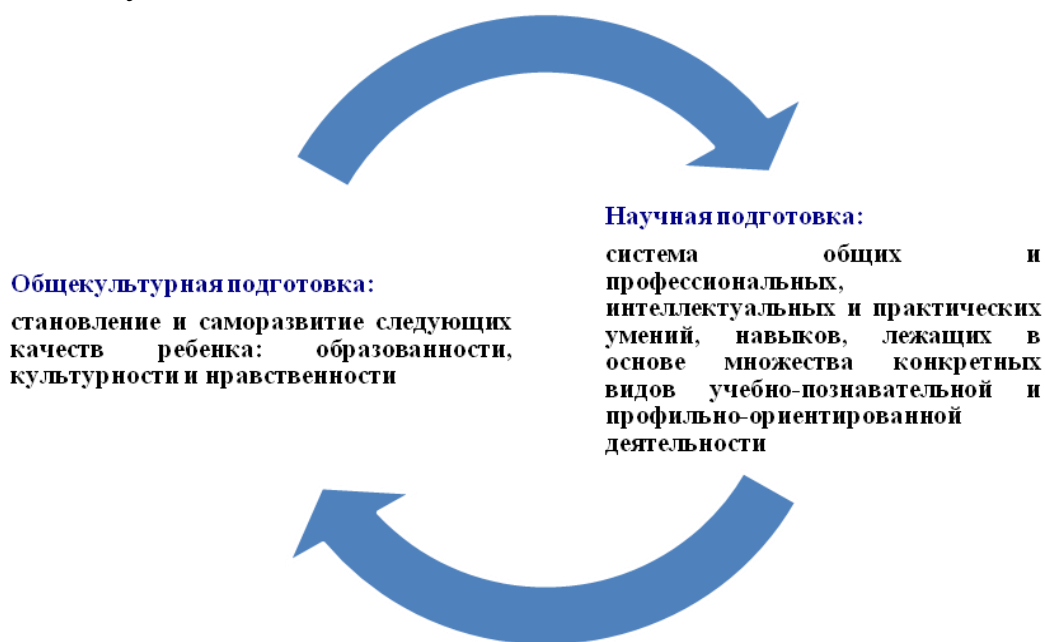 Общекультурная подготовка:
становление и саморазвитие следующих
качеств ребенка: образованности,
культурности и нравственности
Научная подготовка:
система общих и
профессиональных,
интеллектуальных и практических
умений, навыков, лежащих в
основе множества конкретных
видов учебно-познавательной и
профильно-ориентированной
деятельности